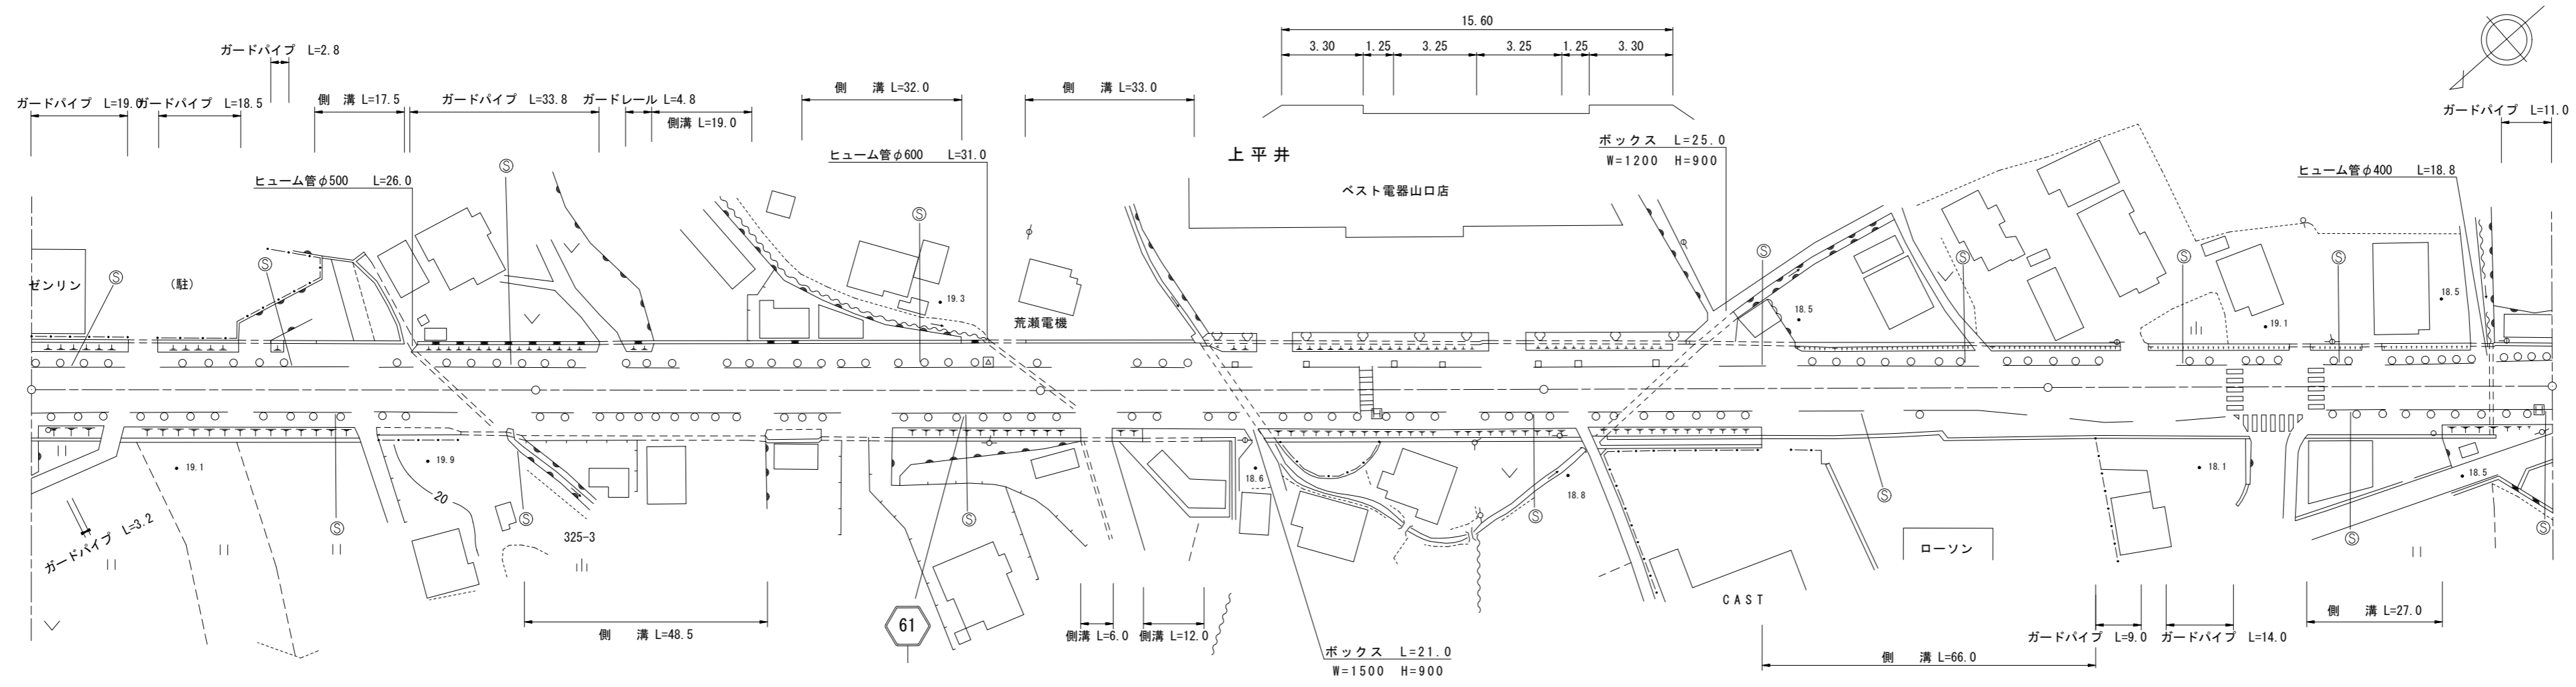 15.60
3.30 1.25 3.25 3.25 1.25 3.30
ガードパイプ L=2.8
ガードパイプ L=19.0
ガードパイプ L=18.5
側 溝 L=17.5
ガードパイプ L=33.8
ガードレール L=4.8
側溝 L=19.0
側 溝 L=32.0
側 溝 L=33.0
ガードパイプ L=11.0
ヒューム管φ500 L=26.0
ヒューム管φ600 L=31.0
上平井
ボックス L=25.0
W=1200 H=900
ヒューム管φ400 L=18.8
ベスト電器山口店
Ⓢ
Ⓢ
Ⓢ
Ⓢ
Ⓢ
Ⓢ
Ⓢ
Ⓢ
ゼンリン
(駐)
19.3
荒瀬電機
18.5
19.1
18.5
19.1
19.9
20
18.6
18.8
18.1
18.5
Ⓢ
Ⓢ
Ⓢ
Ⓢ
Ⓢ
Ⓢ
Ⓢ
ガードパイプ L=3.2
325-3
ローソン
CAST
側 溝 L=48.5
61
側溝 L=6.0
側溝 L=12.0
ボックス L=21.0
W=1500 H=900
側 溝 L=66.0
ガードパイプ L=9.0
ガードパイプ L=14.0
側 溝 L=27.0